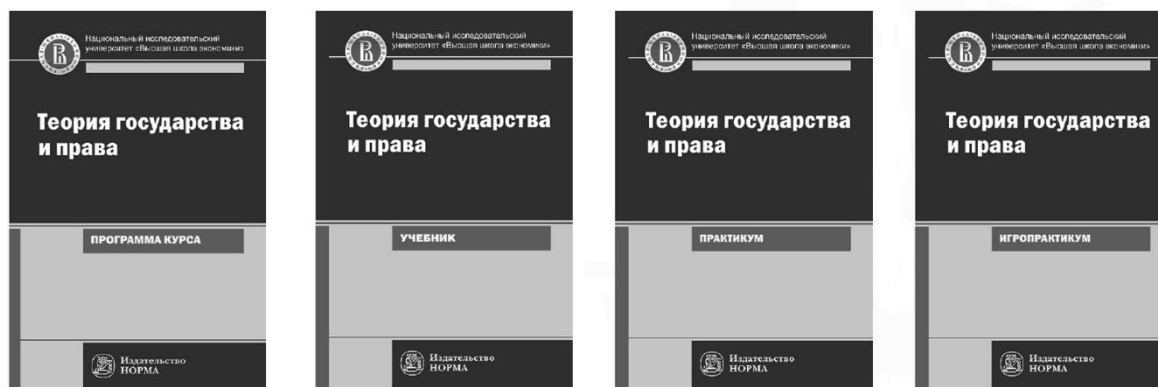 Национальный исследовательский
университет «Высшая школа экономики»
Теория государства
и права
ПРОГРАММА КУРСА
Издательство
НОРМА
Национальный исследовательский
университет «Высшая школа экономики»
Теория государства
и права
УЧЕБНИК
Издательство
НОРМА
Национальный исследовательский
университет «Высшая школа экономики»
Теория государства
и права
ПРАКТИКУМ
Издательство
НОРМА
Национальный исследовательский
университет «Высшая школа экономики»
Теория государства
и права
ИГРОПРАКТИКУМ
Издательство
НОРМА